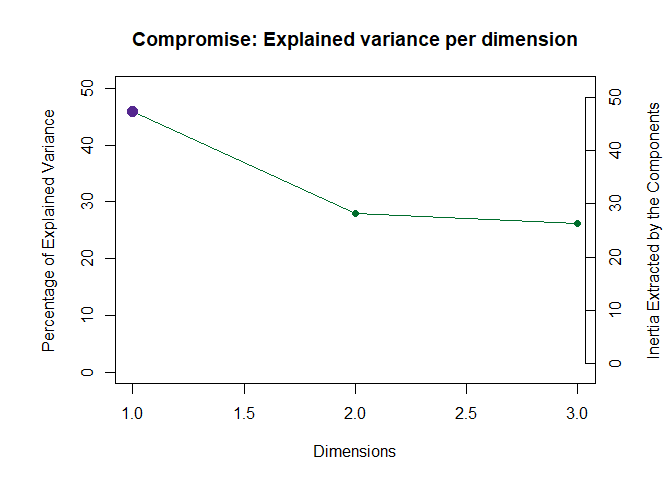 Compromise: Explained variance per dimension
Percentage of Explained Variance
50
40
30
20
10
0
50
40
30
20
10
0
Inertia Extracted by the Components
1.0 1.5 2.0 2.5 3.0
Dimensions